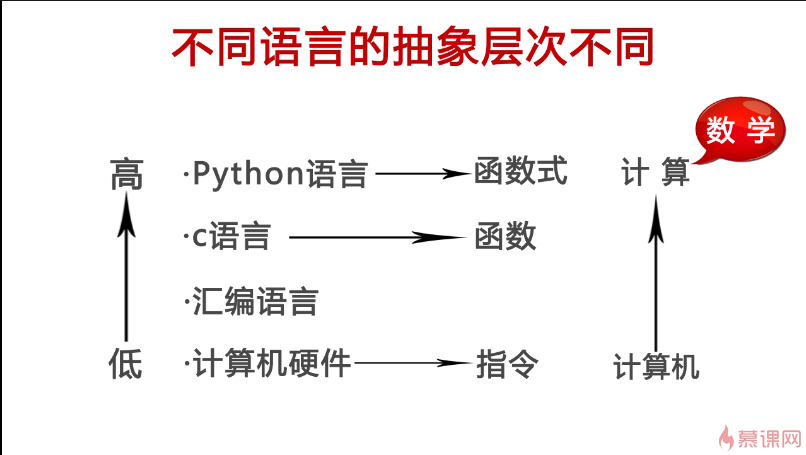 不同语言的抽象层次不同
数 学
高 ·Python语言 函数式 计 算
·c语言 函数
·汇编语言
低 ·计算机硬件 指令 计算机
慕课网